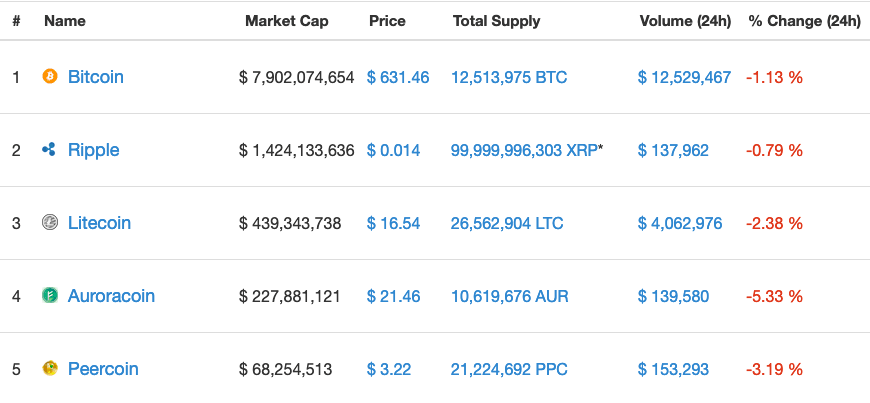 # Name Market Cap Price Total Supply Volume (24h) % Change (24h)
1 Bitcoin $ 7,902,074,654 $ 631.46 12,513,975 BTC $ 12,529,467 -1.13 %
2 Ripple $ 1,424,133,636 $ 0.014 99,999,996,303 XRP* $ 137,962 -0.79 %
3 Litecoin $ 439,343,738 $ 16.54 26,562,904 LTC $ 4,062,976 -2.38 %
4 Auroracoin $ 227,881,121 $ 21.46 10,619,676 AUR $ 139,580 -5.33 %
5 Peercoin $ 68,254,513 $ 3.22 21,224,692 PPC $ 153,293 -3.19 %